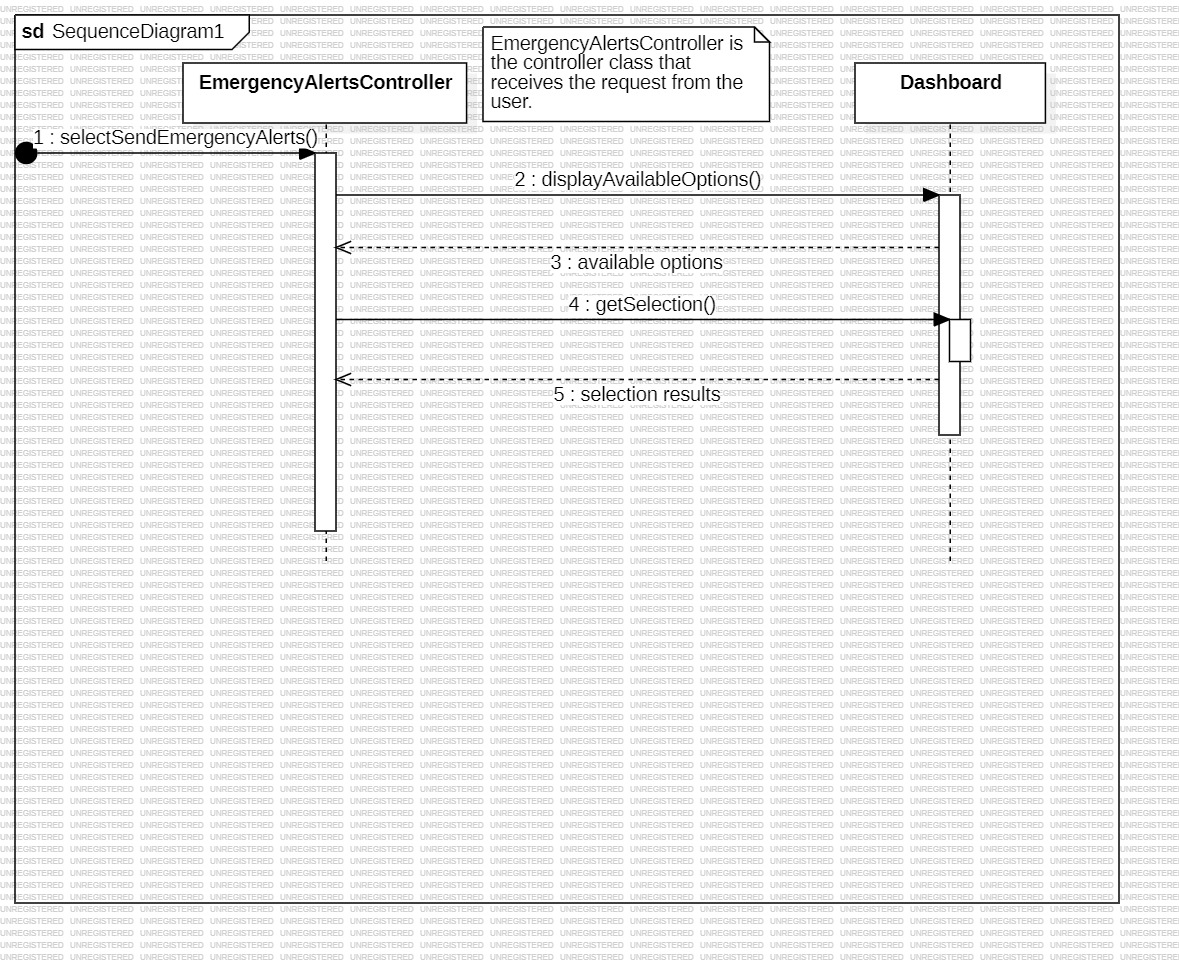 sd SequenceDiagram1
EmergencyAlertsController is
the controller class that
receives the request from the
user.
EmergencyAlertsController
Dashboard
1 : selectSendEmergencyAlerts()
2 : displayAvailableOptions()
3 : available options
4 : getSelection()
5 : selection results
UNREGISTERED